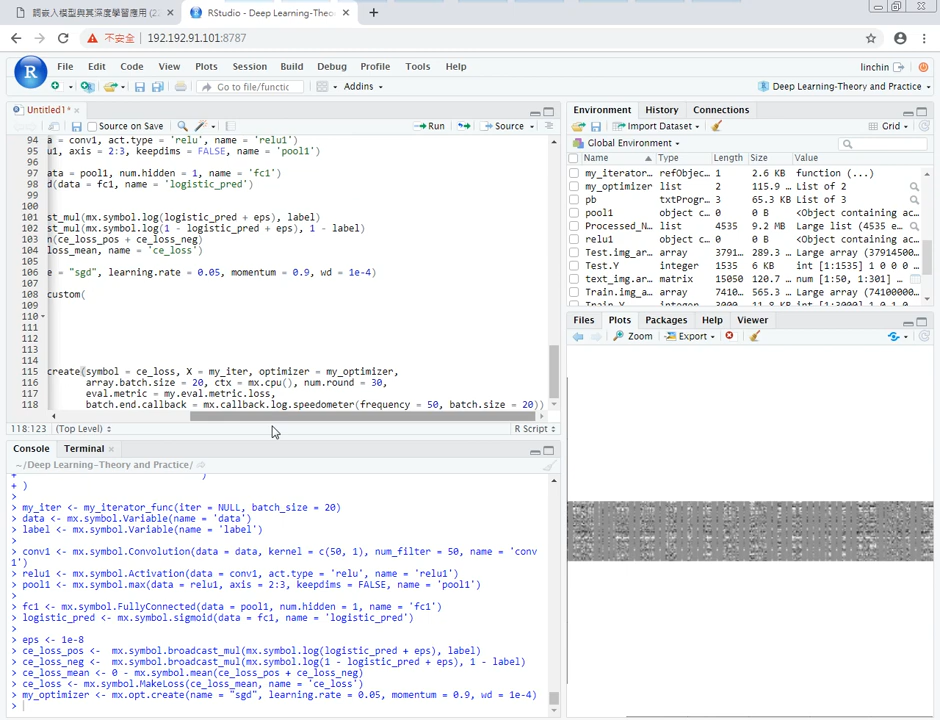 詞嵌入模型與其深度學習應用 (2:
RStudio - Deep Learning-Theor
不安全
192.192.91.101:8787
File Edit Code View Plots Session Build Debug Profile Tools Help
linchin
Go to file/functic
Addins
Deep Learning-Theory and Practice
Untitled1*
Source on Save
Run
Source
94 a = conv1, act.type = 'relu', name = 'relu1')
95 u1, axis = 2:3, keepdims = FALSE, name = 'pool1')
96
97 ata = pool1, num.hidden = 1, name = 'fc1')
98 d(data = fc1, name = 'logistic_pred')
99
100
101 st_mul(mx.symbol.log(logistic_pred + eps), label)
102 st_mul(mx.symbol.log(1 - logistic_pred + eps), 1 - label)
103 n(ce_loss_pos + ce_loss_neg)
104 loss_mean, name = 'ce_loss')
105
106 e = "sgd", learning.rate = 0.05, momentum = 0.9, wd = 1e-4)
107
108 custom(
109
110
111
112
113
114
115 create(symbol = ce_loss, X = my_iter, optimizer = my_optimizer,
116 array.batch.size = 20, ctx = mx.cpu(), num.round = 30,
117 eval.metric = my.eval.metric.loss,
118 batch.end.callback = mx.callback.log.speedometer(frequency = 50, batch.size = 20))
118:123 (Top Level) R Script
Console Terminal
~/Deep Learning-Theory and Practice/
+ )
+ )
>
> my_iter <- my_iterator_func(iter = NULL, batch_size = 20)
> data <- mx.symbol.Variable(name = 'data')
> label <- mx.symbol.Variable(name = 'label')
>
> conv1 <- mx.symbol.Convolution(data = data, kernel = c(50, 1), num_filter = 50, name = 'conv
1')
> relu1 <- mx.symbol.Activation(data = conv1, act.type = 'relu', name = 'relu1')
> pool1 <- mx.symbol.max(data = relu1, axis = 2:3, keepdims = FALSE, name = 'pool1')
>
> fc1 <- mx.symbol.FullyConnected(data = pool1, num.hidden = 1, name = 'fc1')
> logistic_pred <- mx.symbol.sigmoid(data = fc1, name = 'logistic_pred')
>
> eps <- 1e-8
> ce_loss_pos <-  mx.symbol.broadcast_mul(mx.symbol.log(logistic_pred + eps), label)
> ce_loss_neg <-  mx.symbol.broadcast_mul(mx.symbol.log(1 - logistic_pred + eps), 1 - label)
> ce_loss_mean <- 0 - mx.symbol.mean(ce_loss_pos + ce_loss_neg)
> ce_loss <- mx.symbol.MakeLoss(ce_loss_mean, name = 'ce_loss')
> my_optimizer <- mx.opt.create(name = "sgd", learning.rate = 0.05, momentum = 0.9, wd = 1e-4)
>
Environment History Connections
Import Dataset
Grid
Global Environment
Name Type Length Size Value
my_iterator… refObjec… 1 2.6 KB function (...)
my_optimizer list 2 115.9 … List of 2
pb txtProgr… 3 65.3 KB List of 3
pool1 object c… 0 0 B <Object containing ac…
Processed_N… list 4535 9.2 MB Large list (4535 e…
relu1 object c… 0 0 B <Object containing ac…
Test.img_ar… array 3791… 289.3 … Large array (37914500…
Test.Y integer 1535 6 KB int [1:1535] 1 0 0 0 …
text_img.ar… matrix 15050 120.7 … num [1:50, 1:301] …
Train.img_a… array 7410… 565.3 … Large array (74100000…
Train.Y integer 3000 11.8 KB int [1:3000] 1 0 1 0
Files Plots Packages Help Viewer
Zoom
Export